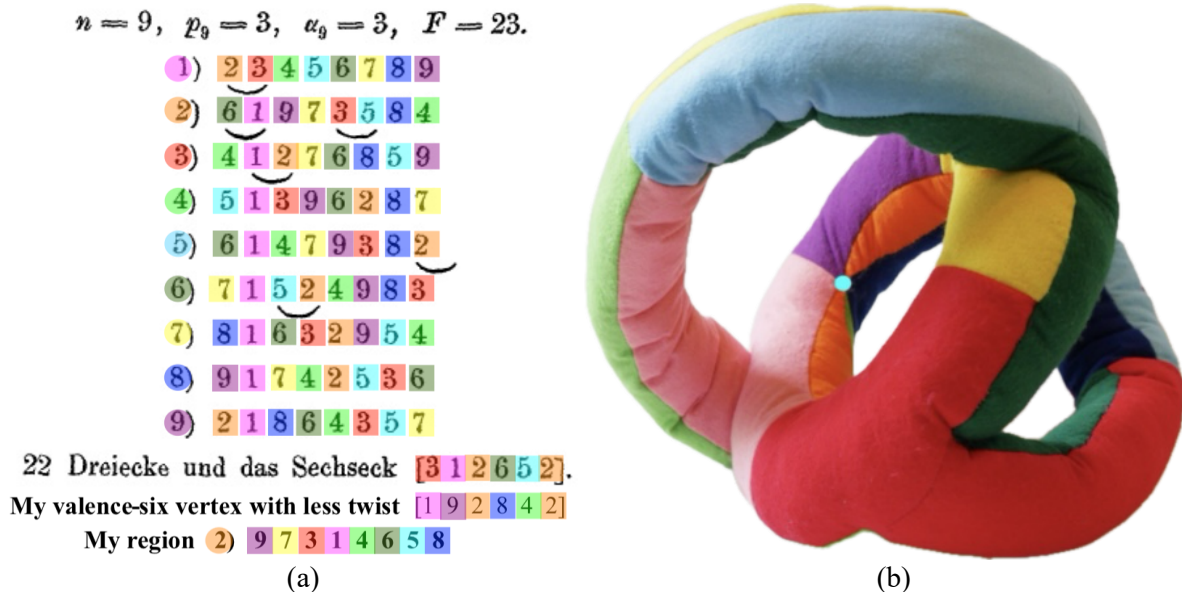 n = 9, p₉ = 3, α₉ = 3, F = 23.
1) 2 3 4 5 6 7 8 9
2) 6 1 9 7 3 5 8 4
3) 4 1 2 7 6 8 5 9
4) 5 1 3 9 6 2 8 7
5) 6 1 4 7 9 3 8 2
6) 7 1 5 2 4 9 8 3
7) 8 1 6 3 2 9 5 4
8) 9 1 7 4 2 5 3 6
9) 2 1 8 6 4 3 5 7
22 Dreiecke und das Sechseck [3 1 2 6 5 2].
My valence-six vertex with less twist [1 9 2 8 4 2]
My region 2) 9 7 3 1 4 6 5 8
(a)
(b)